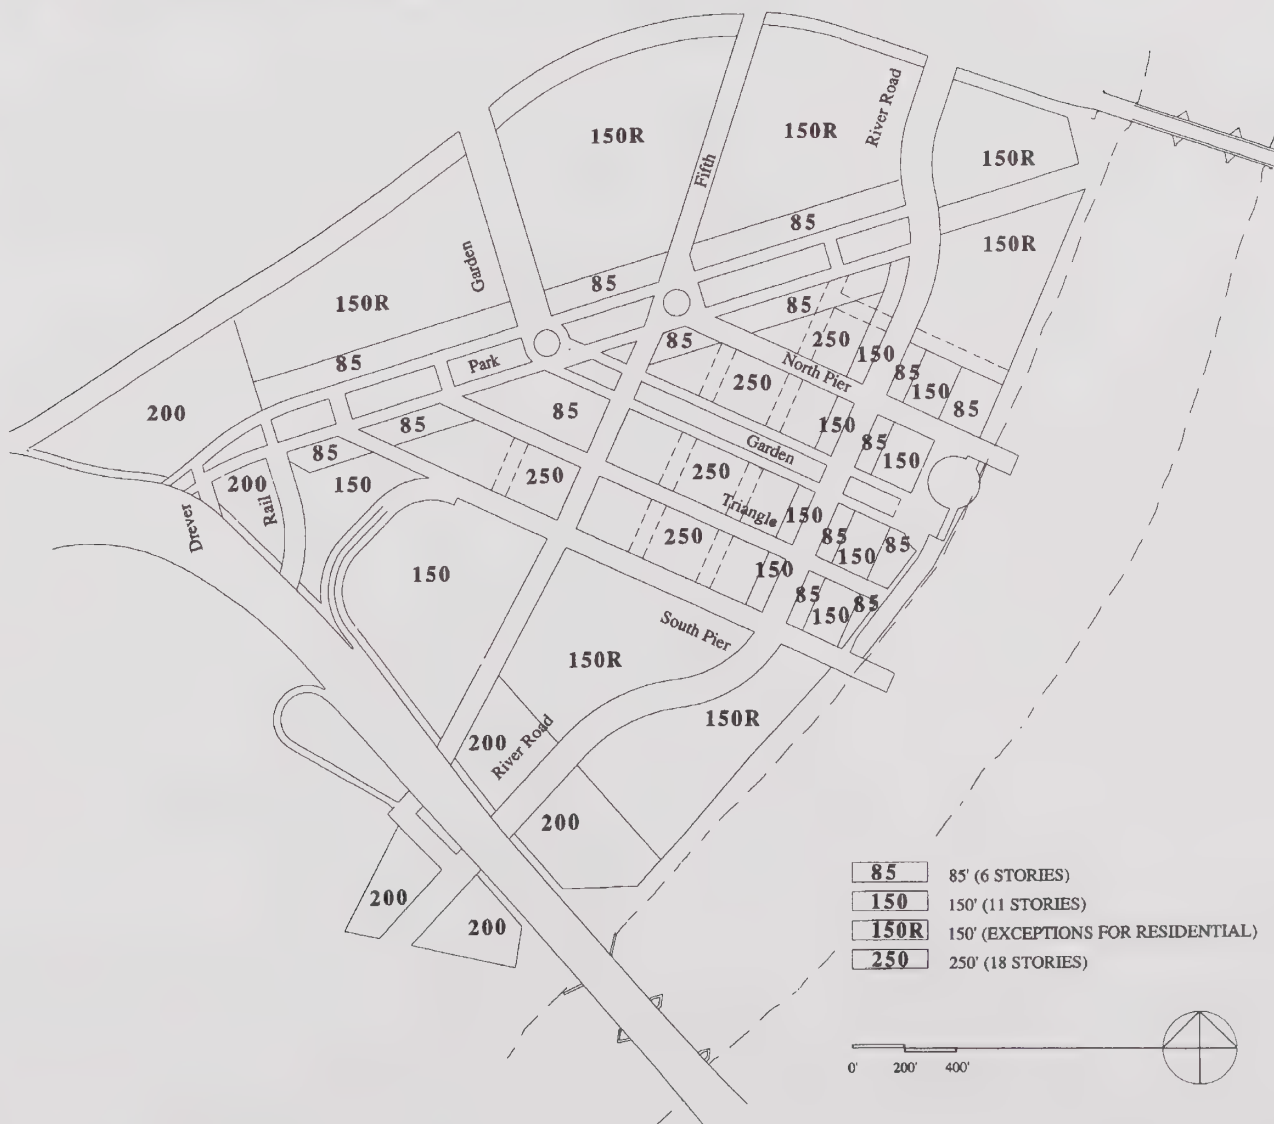 150R
150R
River Road
150R
Fifth
85
150R
Garden
85
150R
85
85
250
85
North Pier
150
85
Park
85
250
150
85
200
85
85
150
Garden
85
150
85
250
250
200
150
Rail
Drever
Triangle
150
85
85
250
150
150
150
85
85
150
South Pier
150R
150R
200
River Road
200
200
200
85 85' (6 STORIES)
150 150' (11 STORIES)
150R 150' (EXCEPTIONS FOR RESIDENTIAL)
250 250' (18 STORIES)
0' 200' 400'